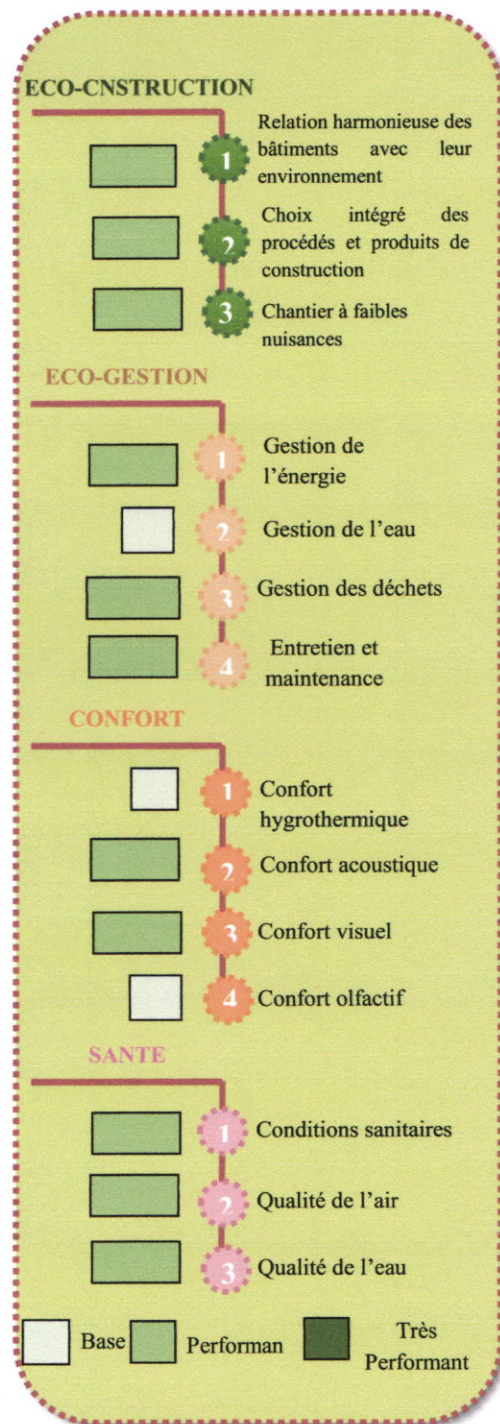 ECO-CNSTRUCTION
1
Relation harmonieuse des
bâtiments avec leur
environnement
2
Choix intégré des
procédés et produits de
construction
3
Chantier à faibles
nuisances
ECO-GESTION
1
Gestion de
l'énergie
2
Gestion de l'eau
3
Gestion des déchets
4
Entretien et
maintenance
CONFORT
1
Confort
hygrothermique
2
Confort acoustique
3
Confort visuel
4
Confort olfactif
SANTE
1
Conditions sanitaires
2
Qualité de l'air
3
Qualité de l'eau
Base
Performan
Très
Performant